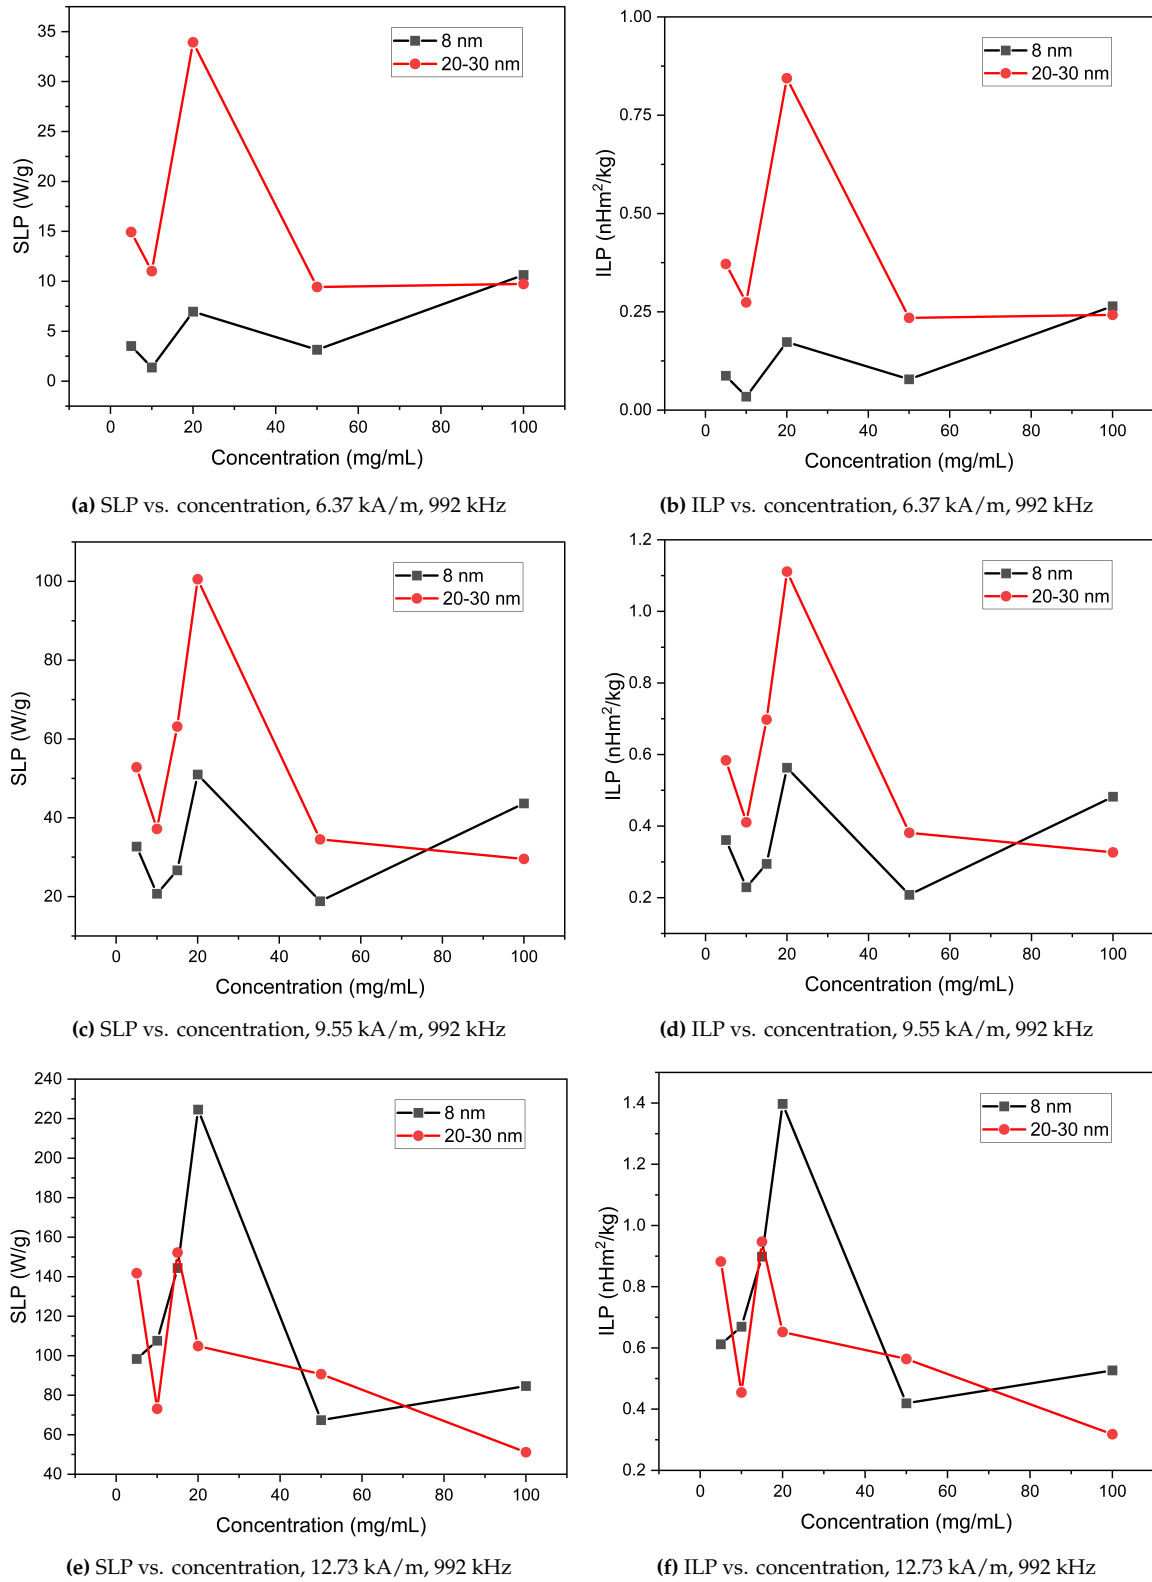 35
30
25
20
15
10
5
0
SLP (W/g)
8 nm
20-30 nm
0 20 40 60 80 100
Concentration (mg/mL)
(a) SLP vs. concentration, 6.37 kA/m, 992 kHz
1.00
0.75
0.50
0.25
0.00
ILP (nHm²/kg)
8 nm
20-30 nm
0 20 40 60 80 100
Concentration (mg/mL)
(b) ILP vs. concentration, 6.37 kA/m, 992 kHz
100
80
60
40
20
SLP (W/g)
8 nm
20-30 nm
0 20 40 60 80 100
Concentration (mg/mL)
(c) SLP vs. concentration, 9.55 kA/m, 992 kHz
1.2
1.0
0.8
0.6
0.4
0.2
ILP (nHm²/kg)
8 nm
20-30 nm
0 20 40 60 80 100
Concentration (mg/mL)
(d) ILP vs. concentration, 9.55 kA/m, 992 kHz
240
220
200
180
160
140
120
100
80
60
40
SLP (W/g)
8 nm
20-30 nm
0 20 40 60 80 100
Concentration (mg/mL)
(e) SLP vs. concentration, 12.73 kA/m, 992 kHz
1.4
1.2
1.0
0.8
0.6
0.4
0.2
ILP (nHm²/kg)
8 nm
20-30 nm
0 20 40 60 80 100
Concentration (mg/mL)
(f) ILP vs. concentration, 12.73 kA/m, 992 kHz